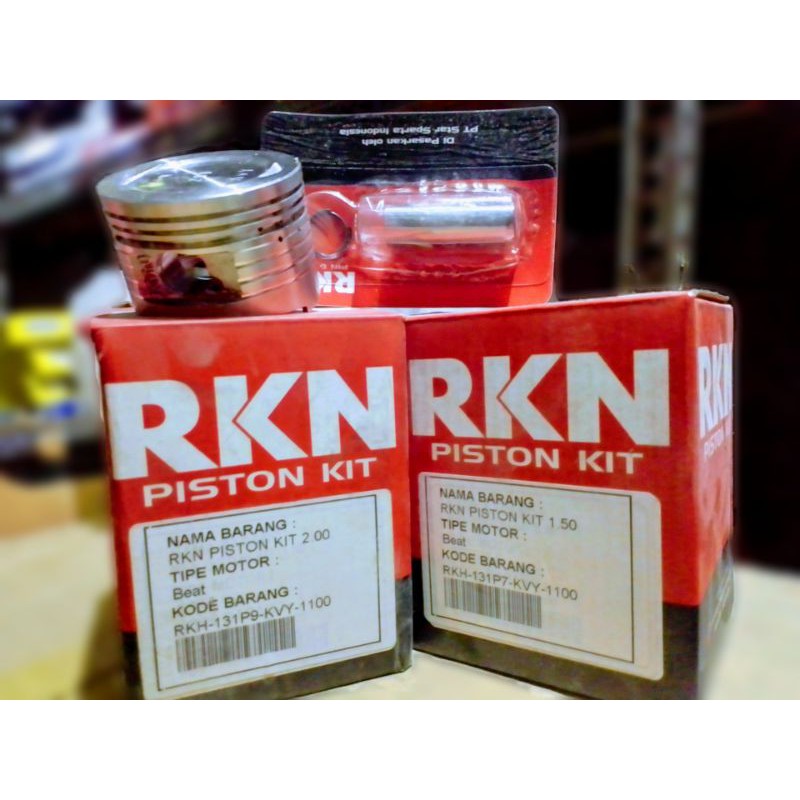 Di Pasarkan oleh
PT Star Sparta Indonesia
RKN
RKN
PISTON KIT
NAMA BARANG :
RKN PISTON KIT 2.00
TIPE MOTOR :
Beat
KODE BARANG :
RKH-131P9-KVY-1100
RKN
PISTON KIT
NAMA BARANG :
RKN PISTON KIT 1.50
TIPE MOTOR :
Beat
KODE BARANG :
RKH-131P7-KVY-1100
RKN
PISTON K